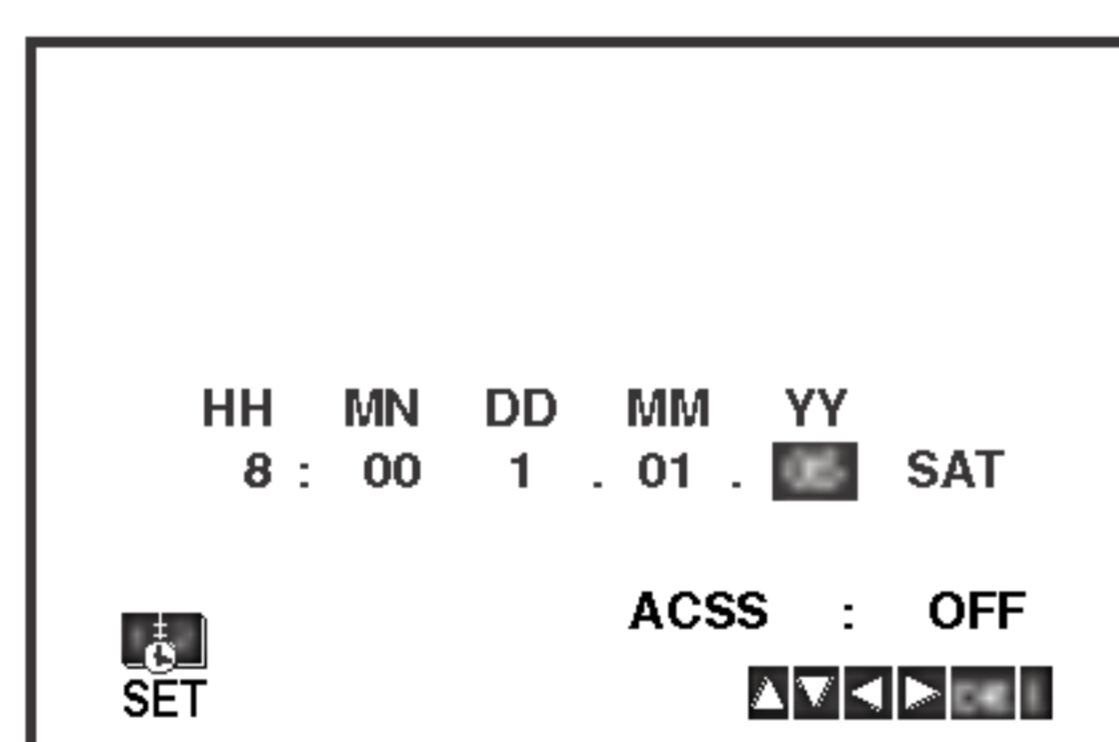 HH MN DD MM YY
8 : 00 1 . 01 . SAT
ACSS : OFF
SET